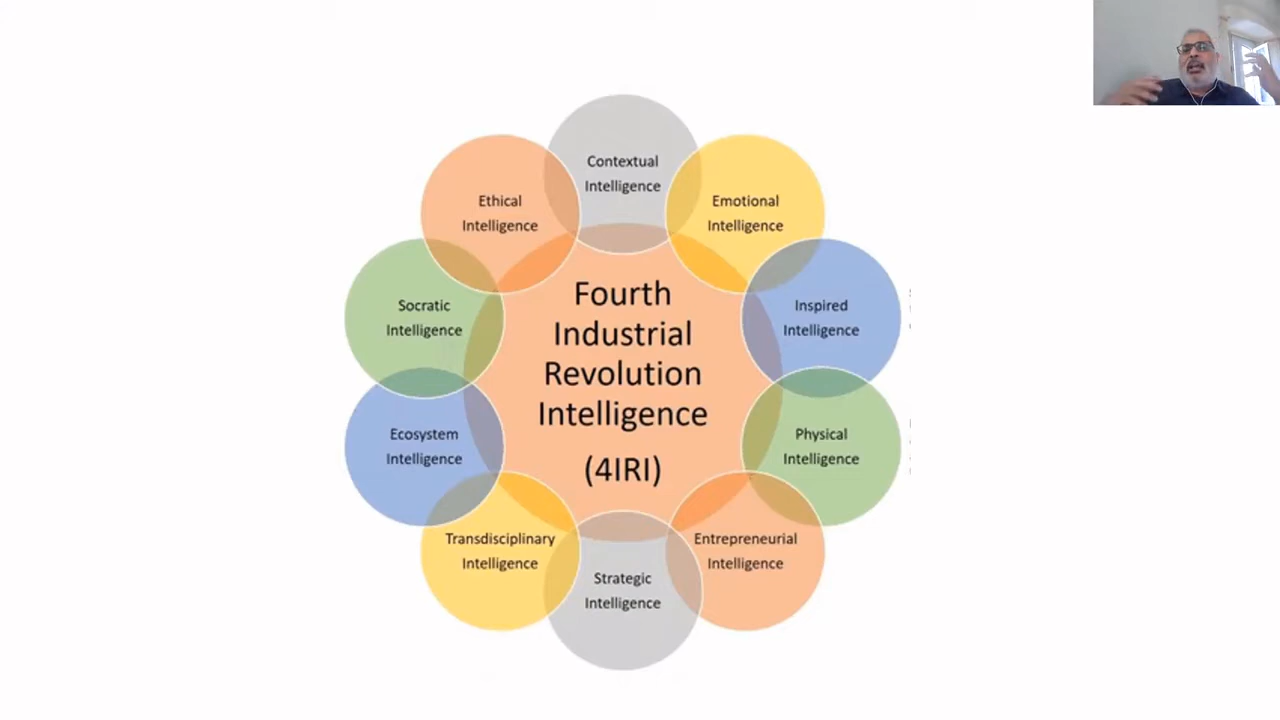 Contextual
Intelligence
Emotional
Intelligence
Inspired
Intelligence
Physical
Intelligence
Entrepreneurial
Intelligence
Strategic
Intelligence
Transdisciplinary
Intelligence
Ecosystem
Intelligence
Socratic
Intelligence
Ethical
Intelligence
Fourth
Industrial
Revolution
Intelligence
(4IRI)